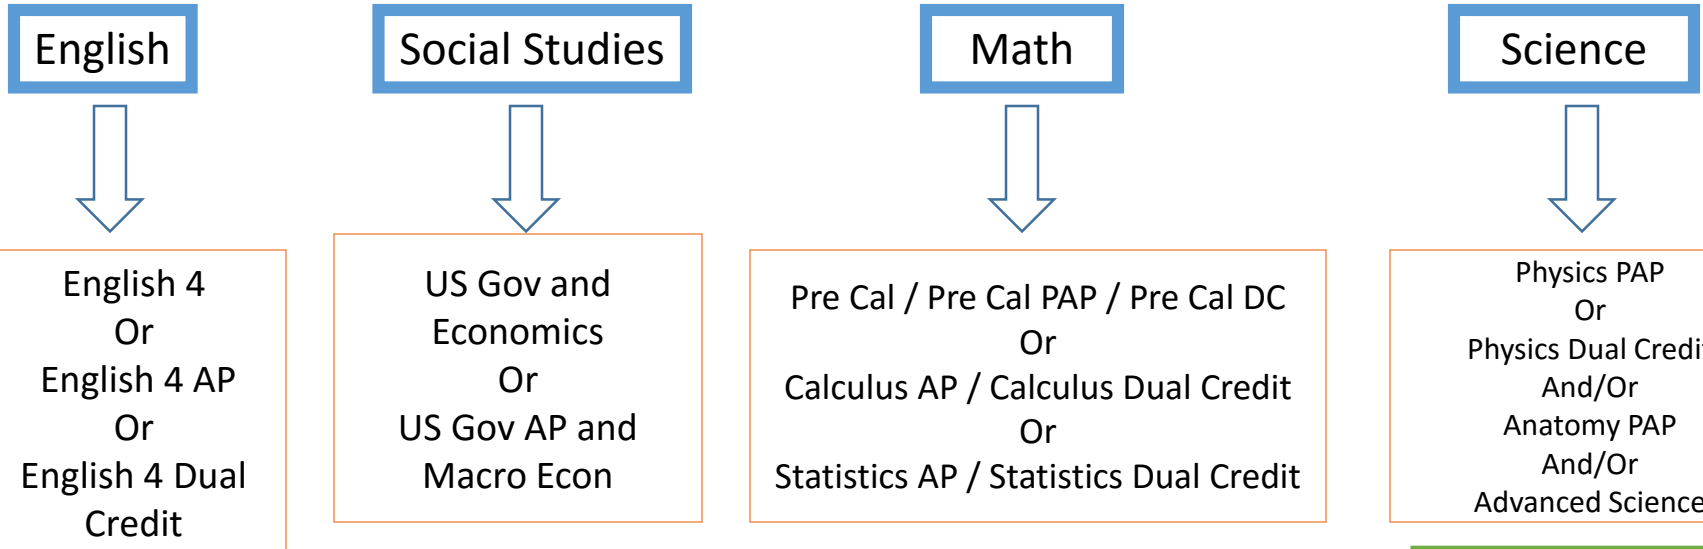 English
Social Studies
Math
Science
English 4
Or
English 4 AP
Or
English 4 Dual
Credit
US Gov and
Economics
Or
US Gov AP and
Macro Econ
Pre Cal / Pre Cal PAP / Pre Cal DC
Or
Calculus AP / Calculus Dual Credit
Or
Statistics AP / Statistics Dual Credit
Physics PAP
Or
Physics Dual Credit
And/Or
Anatomy PAP
And/Or
Advanced Science